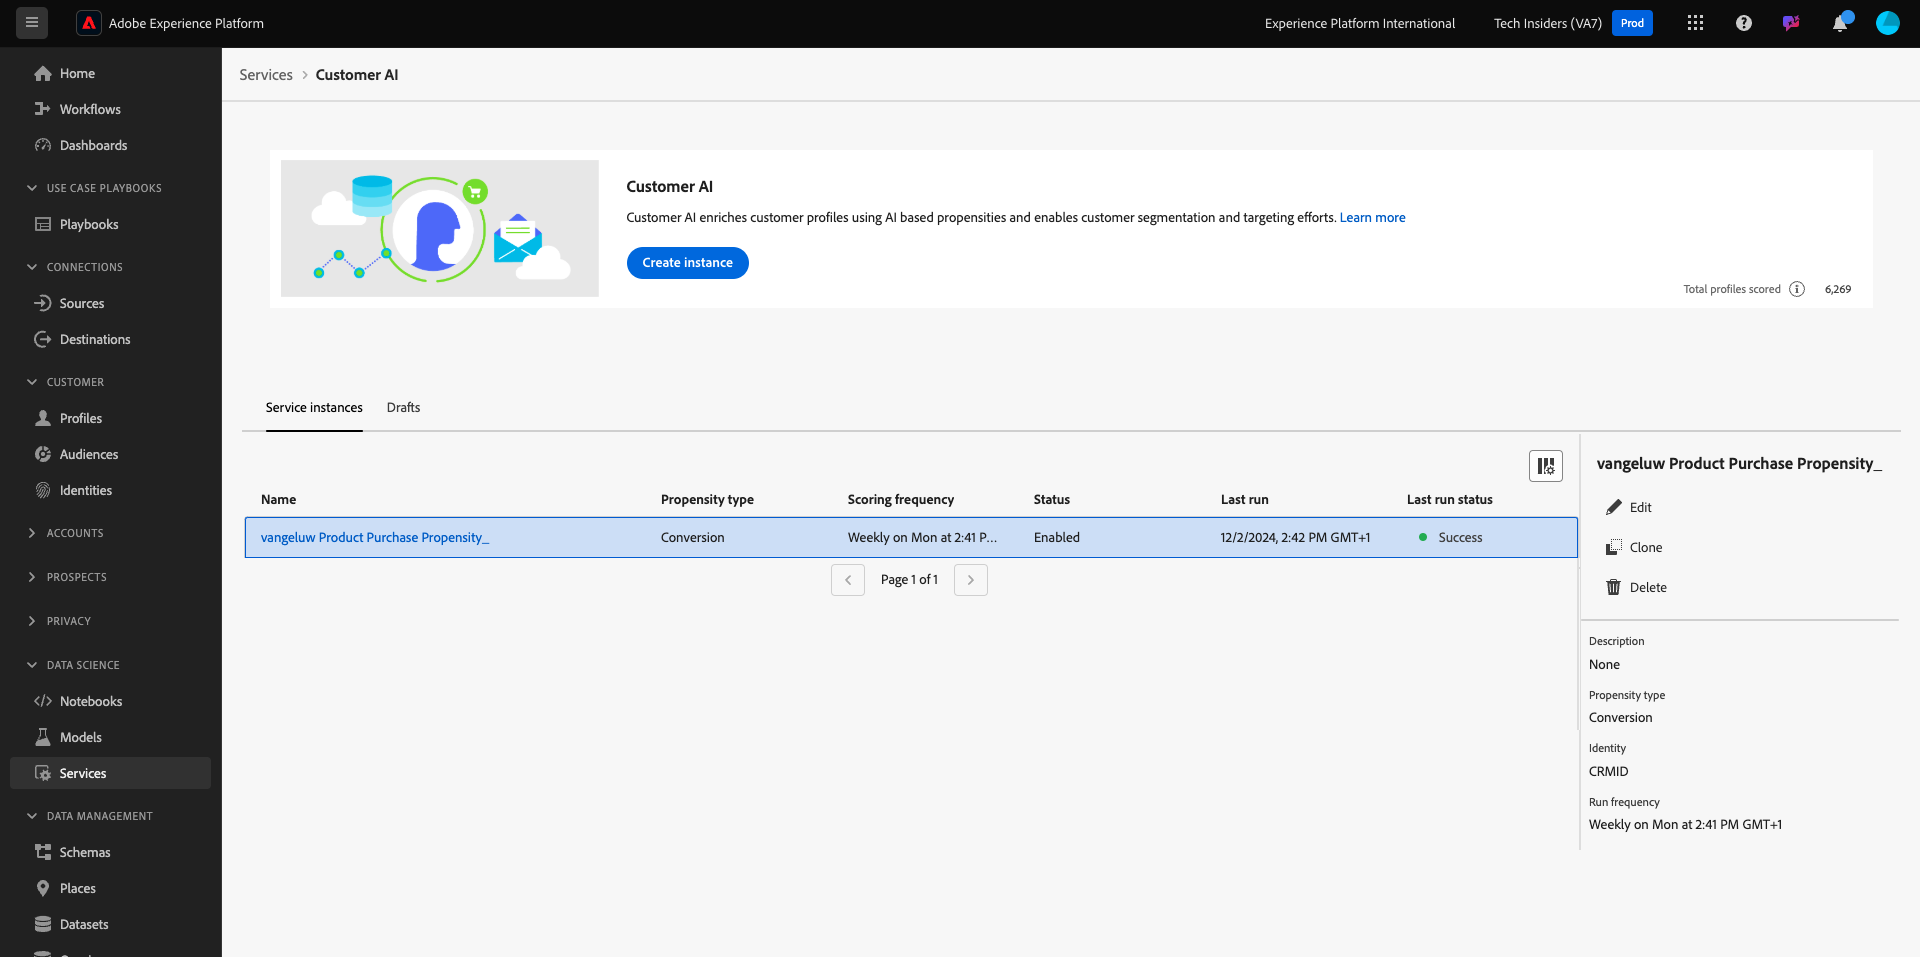 Adobe Experience Platform
Experience Platform International
Tech Insiders (VA7)
Prod
Home
Workflows
Dashboards
USE CASE PLAYBOOKS
Playbooks
CONNECTIONS
Sources
Destinations
CUSTOMER
Profiles
Audiences
Identities
ACCOUNTS
PROSPECTS
PRIVACY
DATA SCIENCE
Notebooks
Models
Services
DATA MANAGEMENT
Schemas
Places
Datasets
Services > Customer AI
Customer AI
Customer AI enriches customer profiles using AI based propensities and enables customer segmentation and targeting efforts. Learn more
Create instance
Total profiles scored 6,269
Service instances Drafts
Name Propensity type Scoring frequency Status Last run Last run status
vangeluw Product Purchase Propensity_ Conversion Weekly on Mon at 2:41 P... Enabled 12/2/2024, 2:42 PM GMT+1 Success
Page 1 of 1
vangeluw Product Purchase Propensity_
Edit
Clone
Delete
Description
None
Propensity type
Conversion
Identity
CRMID
Run frequency
Weekly on Mon at 2:41 PM GMT+1